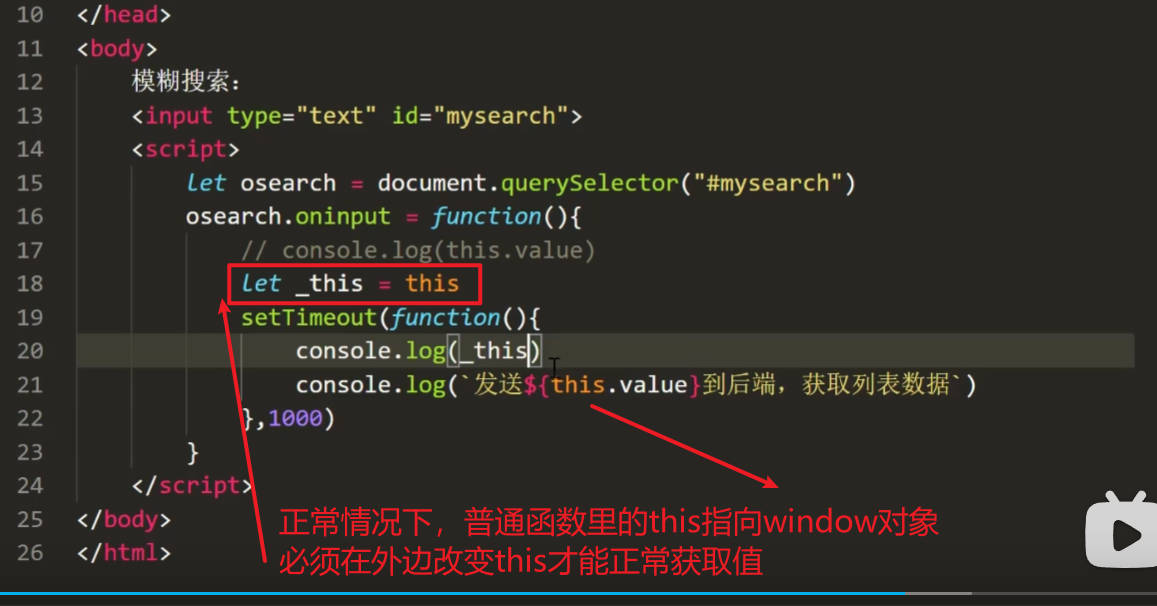 10 </head>
11 <body>
12 模糊搜索:
13 <input type="text" id="mysearch">
14 <script>
15 let osearch = document.querySelector("#mysearch")
16 osearch.oninput = function(){
17 // console.log(this.value)
18 let _this = this
19 setTimeout(function(){
20 console.log(_this)
21 console.log(`发送${this.value}到后端，获取列表数据`)
22 },1000)
23 }
24 </script>
25 </body>
26 </html>
正常情况下，普通函数里的this指向window对象
必须在外边改变this才能正常获取值